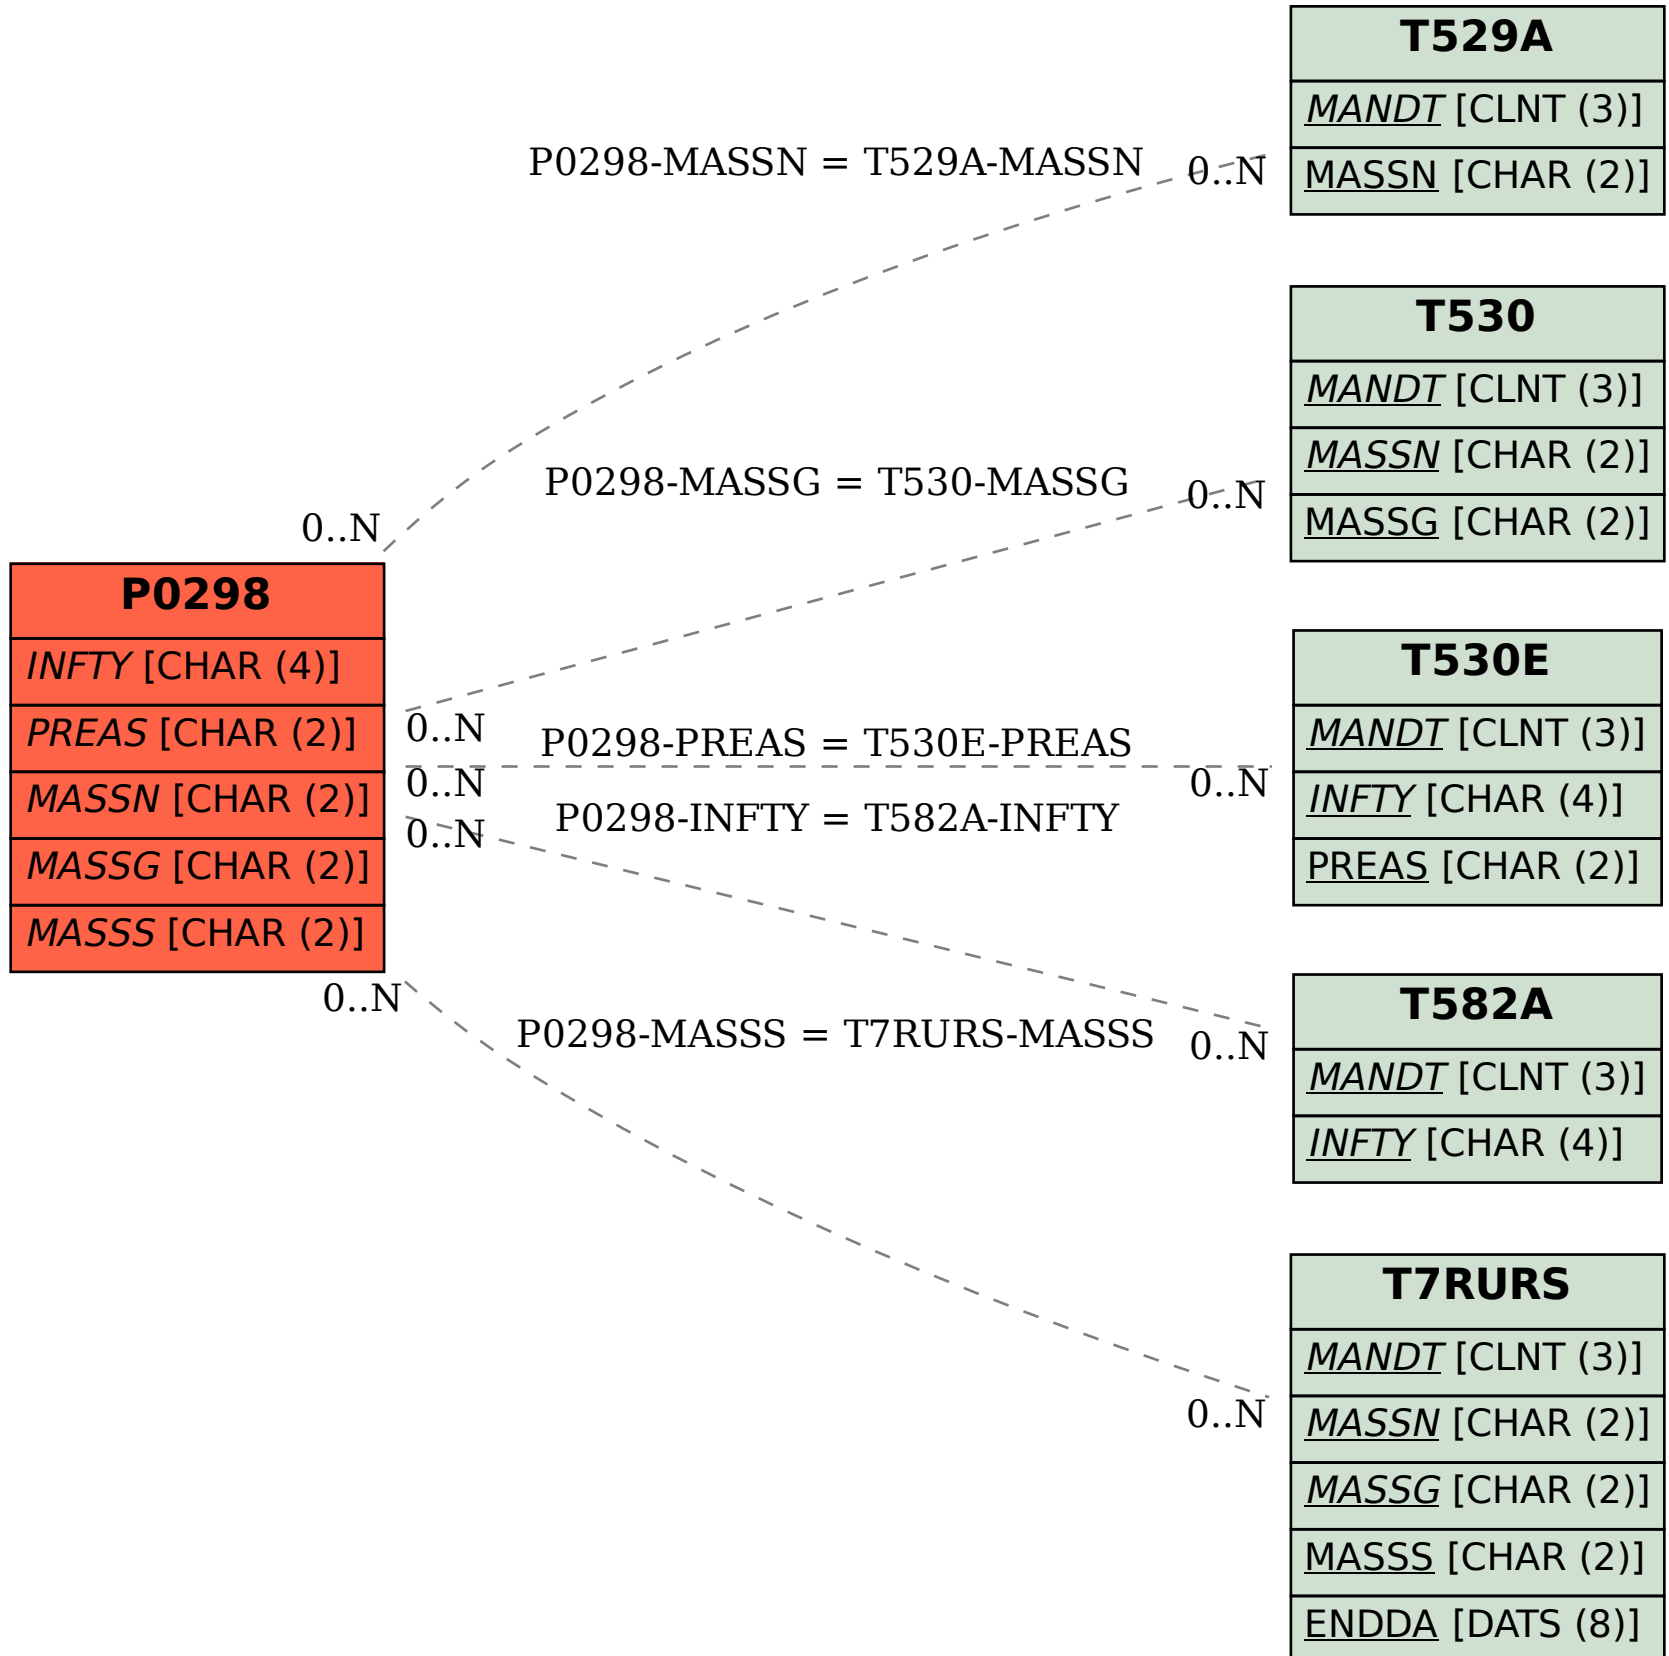 T529A
MANDT [CLNT (3)]
MASSN [CHAR (2)]
P0298-MASSN = T529A-MASSN
0..N
T530
MANDT [CLNT (3)]
MASSN [CHAR (2)]
MASSG [CHAR (2)]
P0298-MASSG = T530-MASSG
0..N
0..N
P0298
INFTY [CHAR (4)]
PREAS [CHAR (2)]
MASSN [CHAR (2)]
MASSG [CHAR (2)]
MASSS [CHAR (2)]
0..N
P0298-PREAS = T530E-PREAS
0..N
0..N
P0298-INFTY = T582A-INFTY
0..N
T530E
MANDT [CLNT (3)]
INFTY [CHAR (4)]
PREAS [CHAR (2)]
0..N
P0298-MASSS = T7RURS-MASSS
0..N
T582A
MANDT [CLNT (3)]
INFTY [CHAR (4)]
0..N
T7RURS
MANDT [CLNT (3)]
MASSN [CHAR (2)]
MASSG [CHAR (2)]
MASSS [CHAR (2)]
ENDDA [DATS (8)]